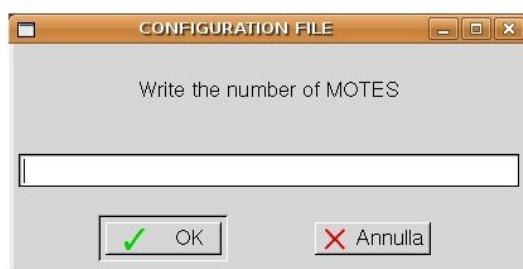 CONFIGURATION FILE
Write the number of MOTES
OK Annulla